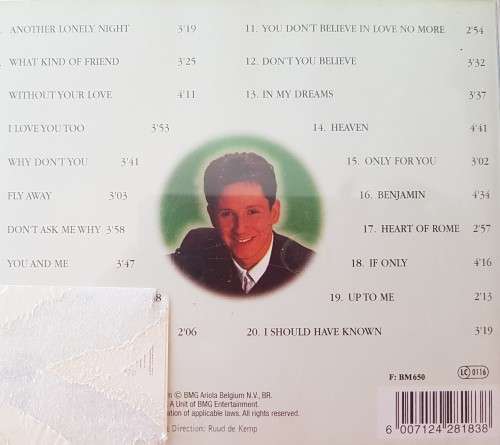 ANOTHER LONELY NIGHT 3'19
WHAT KIND OF FRIEND 3'25
WITHOUT YOUR LOVE 4'11
I LOVE YOU TOO 3'53
WHY DON'T YOU 3'41
FLY AWAY 3'03
DON'T ASK ME WHY 3'58
YOU AND ME 3'47
8
2'06
11. YOU DON'T BELIEVE IN LOVE NO MORE 2'54
12. DON'T YOU BELIEVE 3'32
13. IN MY DREAMS 3'37
14. HEAVEN 4'41
15. ONLY FOR YOU 3'02
16. BENJAMIN 4'34
17. HEART OF ROME 2'57
18. IF ONLY 4'16
19. UP TO ME 2'13
20. I SHOULD HAVE KNOWN 3'19
© BMG Ariola Belgium N.V., BR.
A Unit of BMG Entertainment.
ation of applicable laws. All rights reserved.
Direction: Ruud de Kemp
F: BM650
LC 0116
6 007124 281838